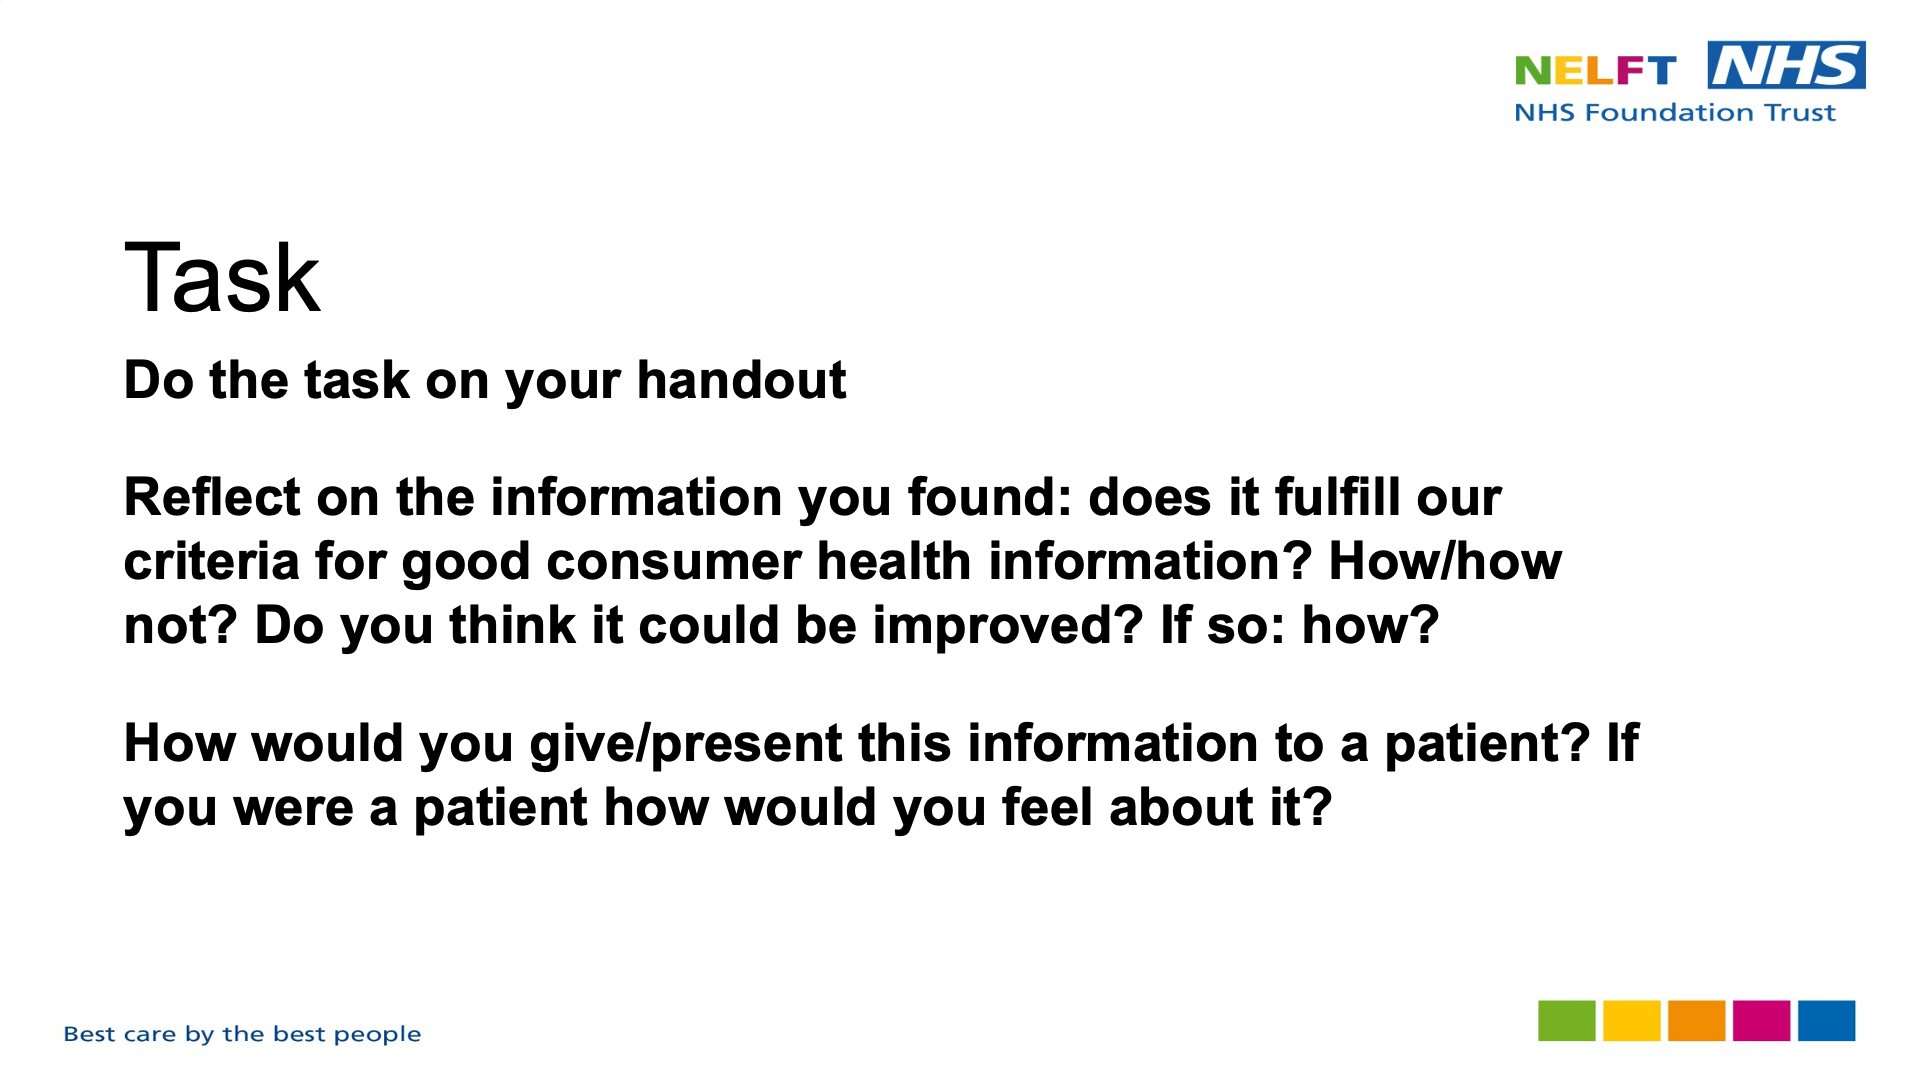 NELFT NHS
NHS Foundation Trust
Task
Do the task on your handout
Reflect on the information you found: does it fulfill our
criteria for good consumer health information? How/how
not? Do you think it could be improved? If so: how?
How would you give/present this information to a patient? If
you were a patient how would you feel about it?
Best care by the best people